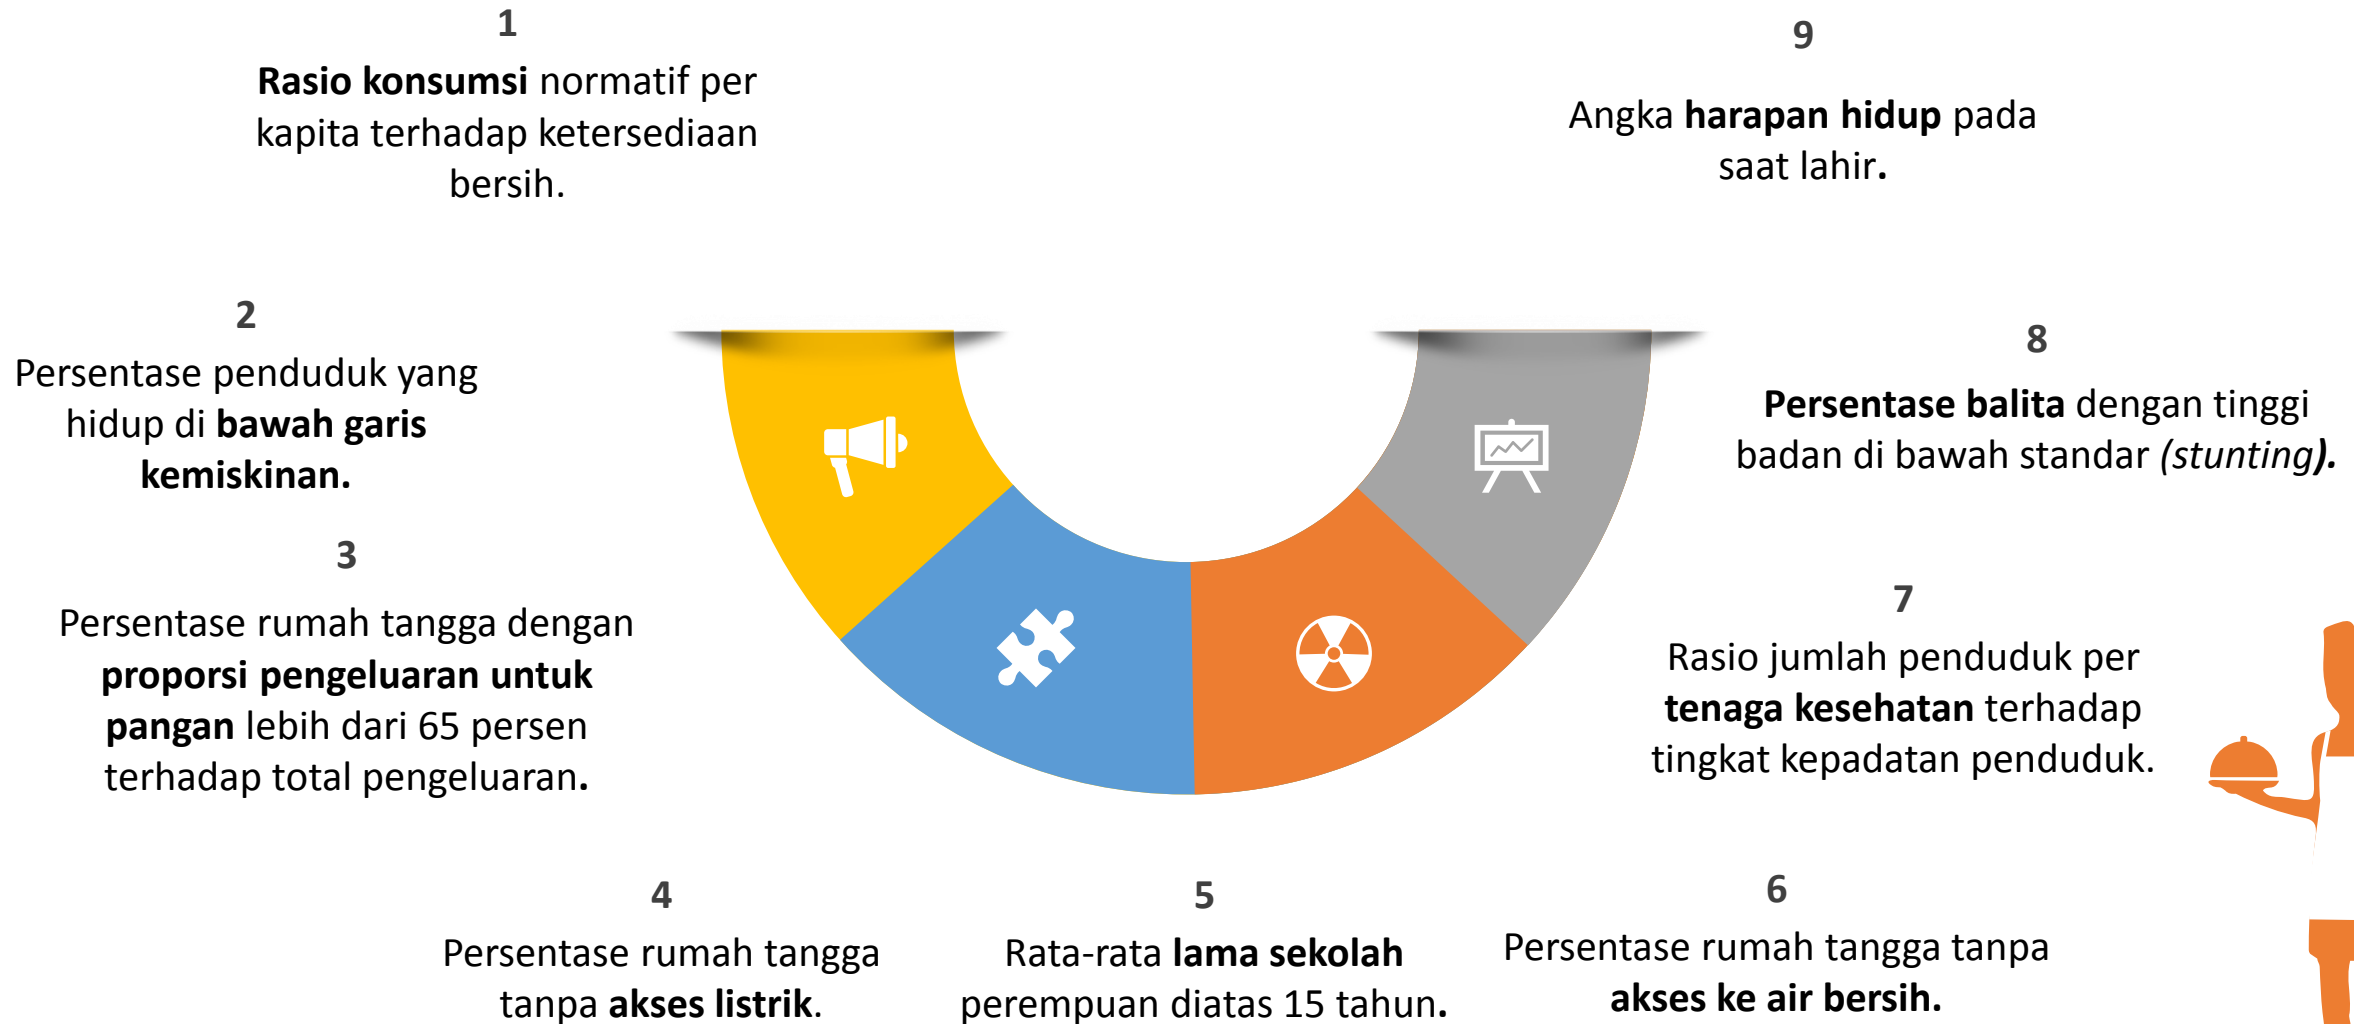 1
Rasio konsumsi normatif per
kapita terhadap ketersediaan
bersih.
2
Persentase penduduk yang
hidup di bawah garis
kemiskinan.
3
Persentase rumah tangga dengan
proporsi pengeluaran untuk
pangan lebih dari 65 persen
terhadap total pengeluaran.
4
Persentase rumah tangga
tanpa akses listrik.
5
Rata-rata lama sekolah
perempuan diatas 15 tahun.
6
Persentase rumah tangga tanpa
akses ke air bersih.
7
Rasio jumlah penduduk per
tenaga kesehatan terhadap
tingkat kepadatan penduduk.
8
Persentase balita dengan tinggi
badan di bawah standar (stunting).
9
Angka harapan hidup pada
saat lahir.